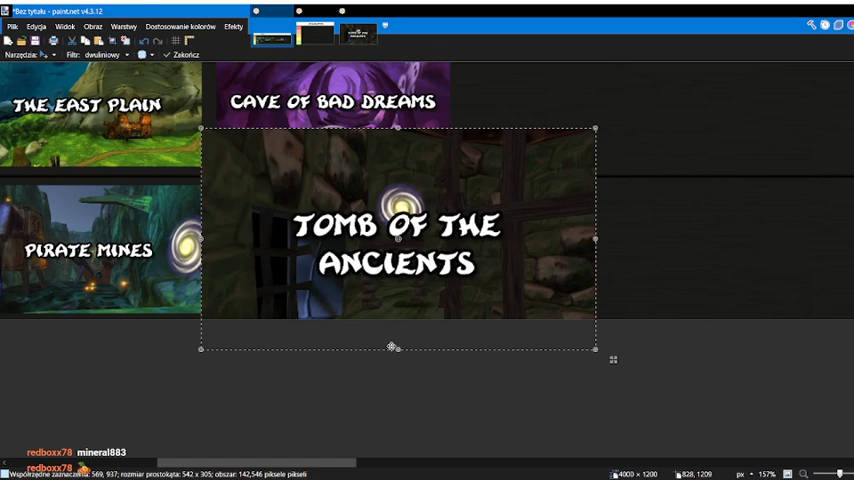 *Bez tytułu - paint.net v4.3.12
Plik Edycja Widok Obraz Warstwy Dostosowanie kolorów Efekty
Narzędzia: Filtr: dwuliniowy Zakończ
THE EAST PLAIN
CAVE OF BAD DREAMS
TOMB OF THE
ANCIENTS
PIRATE MINES
redboxx78 mineral883
redboxx78
Współrzędne zaznaczenia: 569, 937; rozmiar prostokąta: 542 x 305; obszar: 142,546 piksele pikseli
4000 × 1200
828, 1209
px
157%